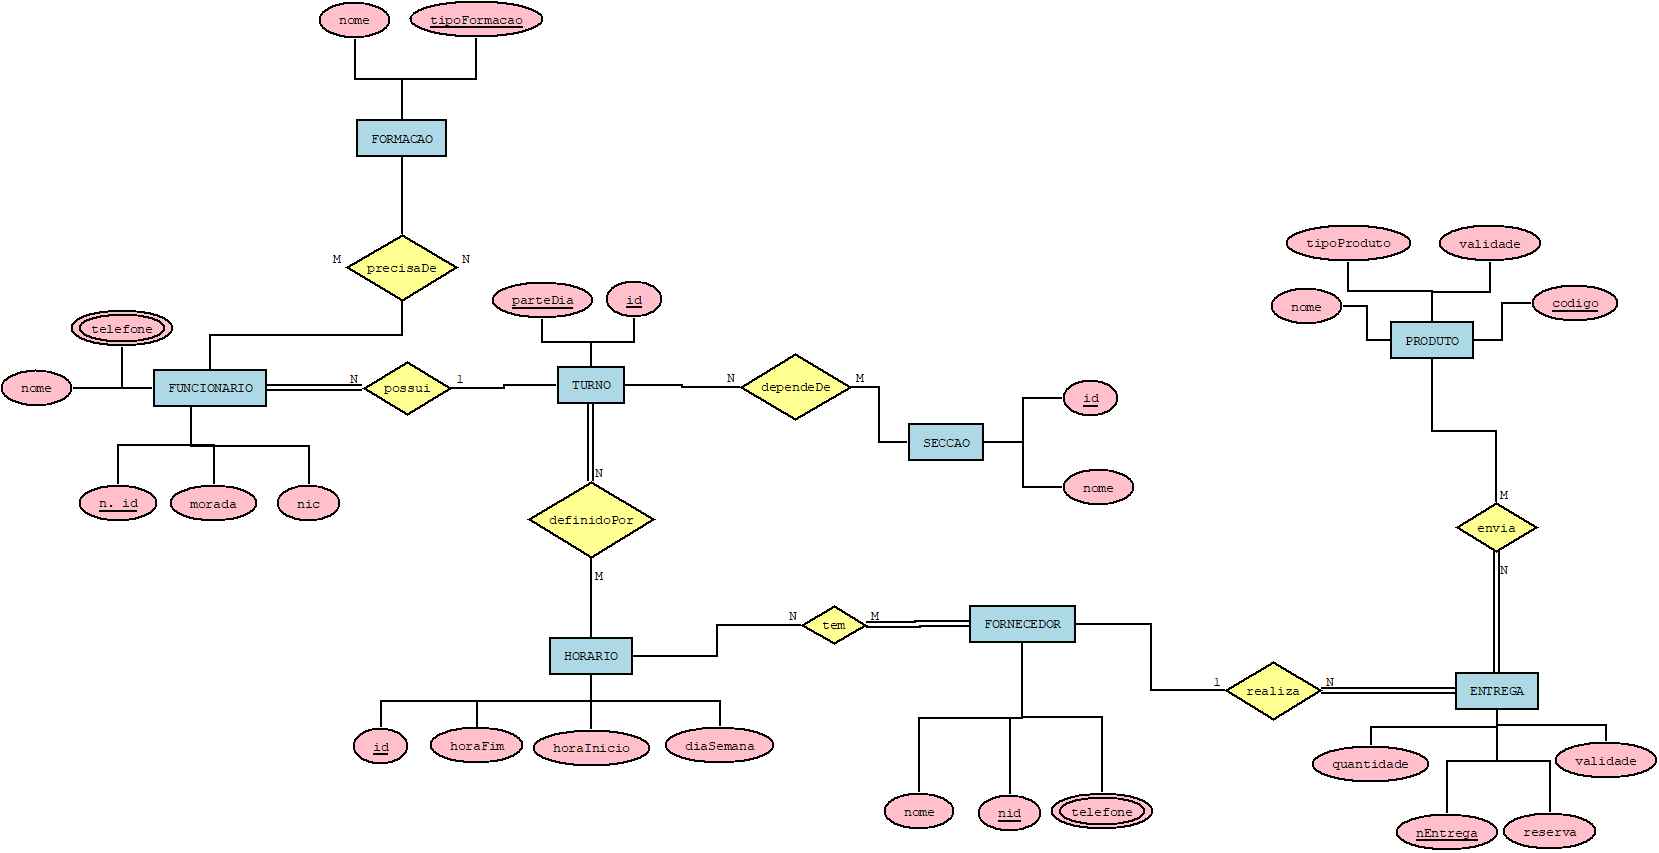 nome
tipoFormacao
FORMACAO
M
precisaDe
N
tipoProduto
validade
nome
codigo
PRODUTO
parteDia
id
telefone
nome
FUNCIONARIO
N
possui
1
TURNO
N
dependeDe
M
id
SECCAO
nome
n. id
morada
nic
N
definidoPor
M
M
envia
N
HORARIO
N
tem
M
FORNECEDOR
1
realiza
N
ENTREGA
id
horaFim
horaInicio
diaSemana
quantidade
validade
nome
nid
telefone
nEntrega
reserva